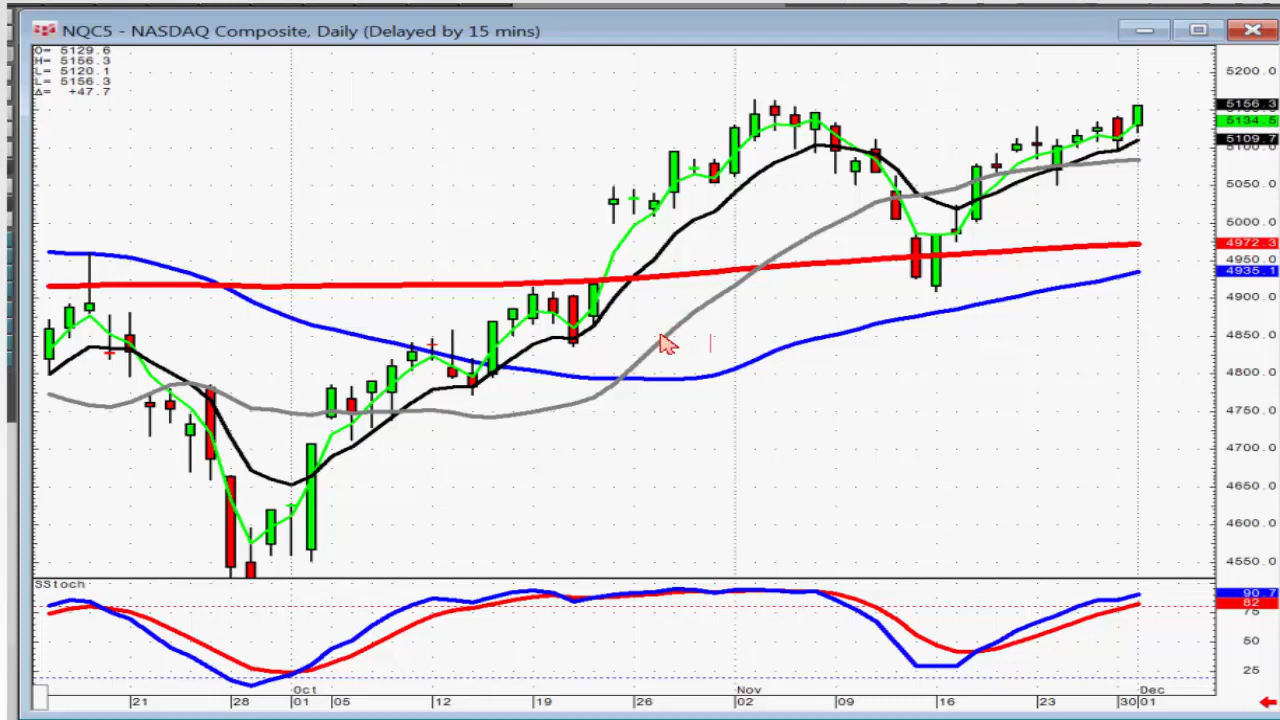 NQC5 - NASDAQ Composite, Daily (Delayed by 15 mins)
O= 5129.6
H= 5156.3
L= 5120.1
L= 5156.3
Δ= +47.7
5200.0
5156.3
5134.5
5109.7
5100.0
5050.0
5000.0
4972.3
4950.0
4935.1
4900.0
4850.0
4800.0
4750.0
4700.0
4650.0
4600.0
4550.0
SStoch
90.7
82
75
50
25
Oct Nov Dec
21 28 01 05 12 19 26 02 09 16 23 30 01